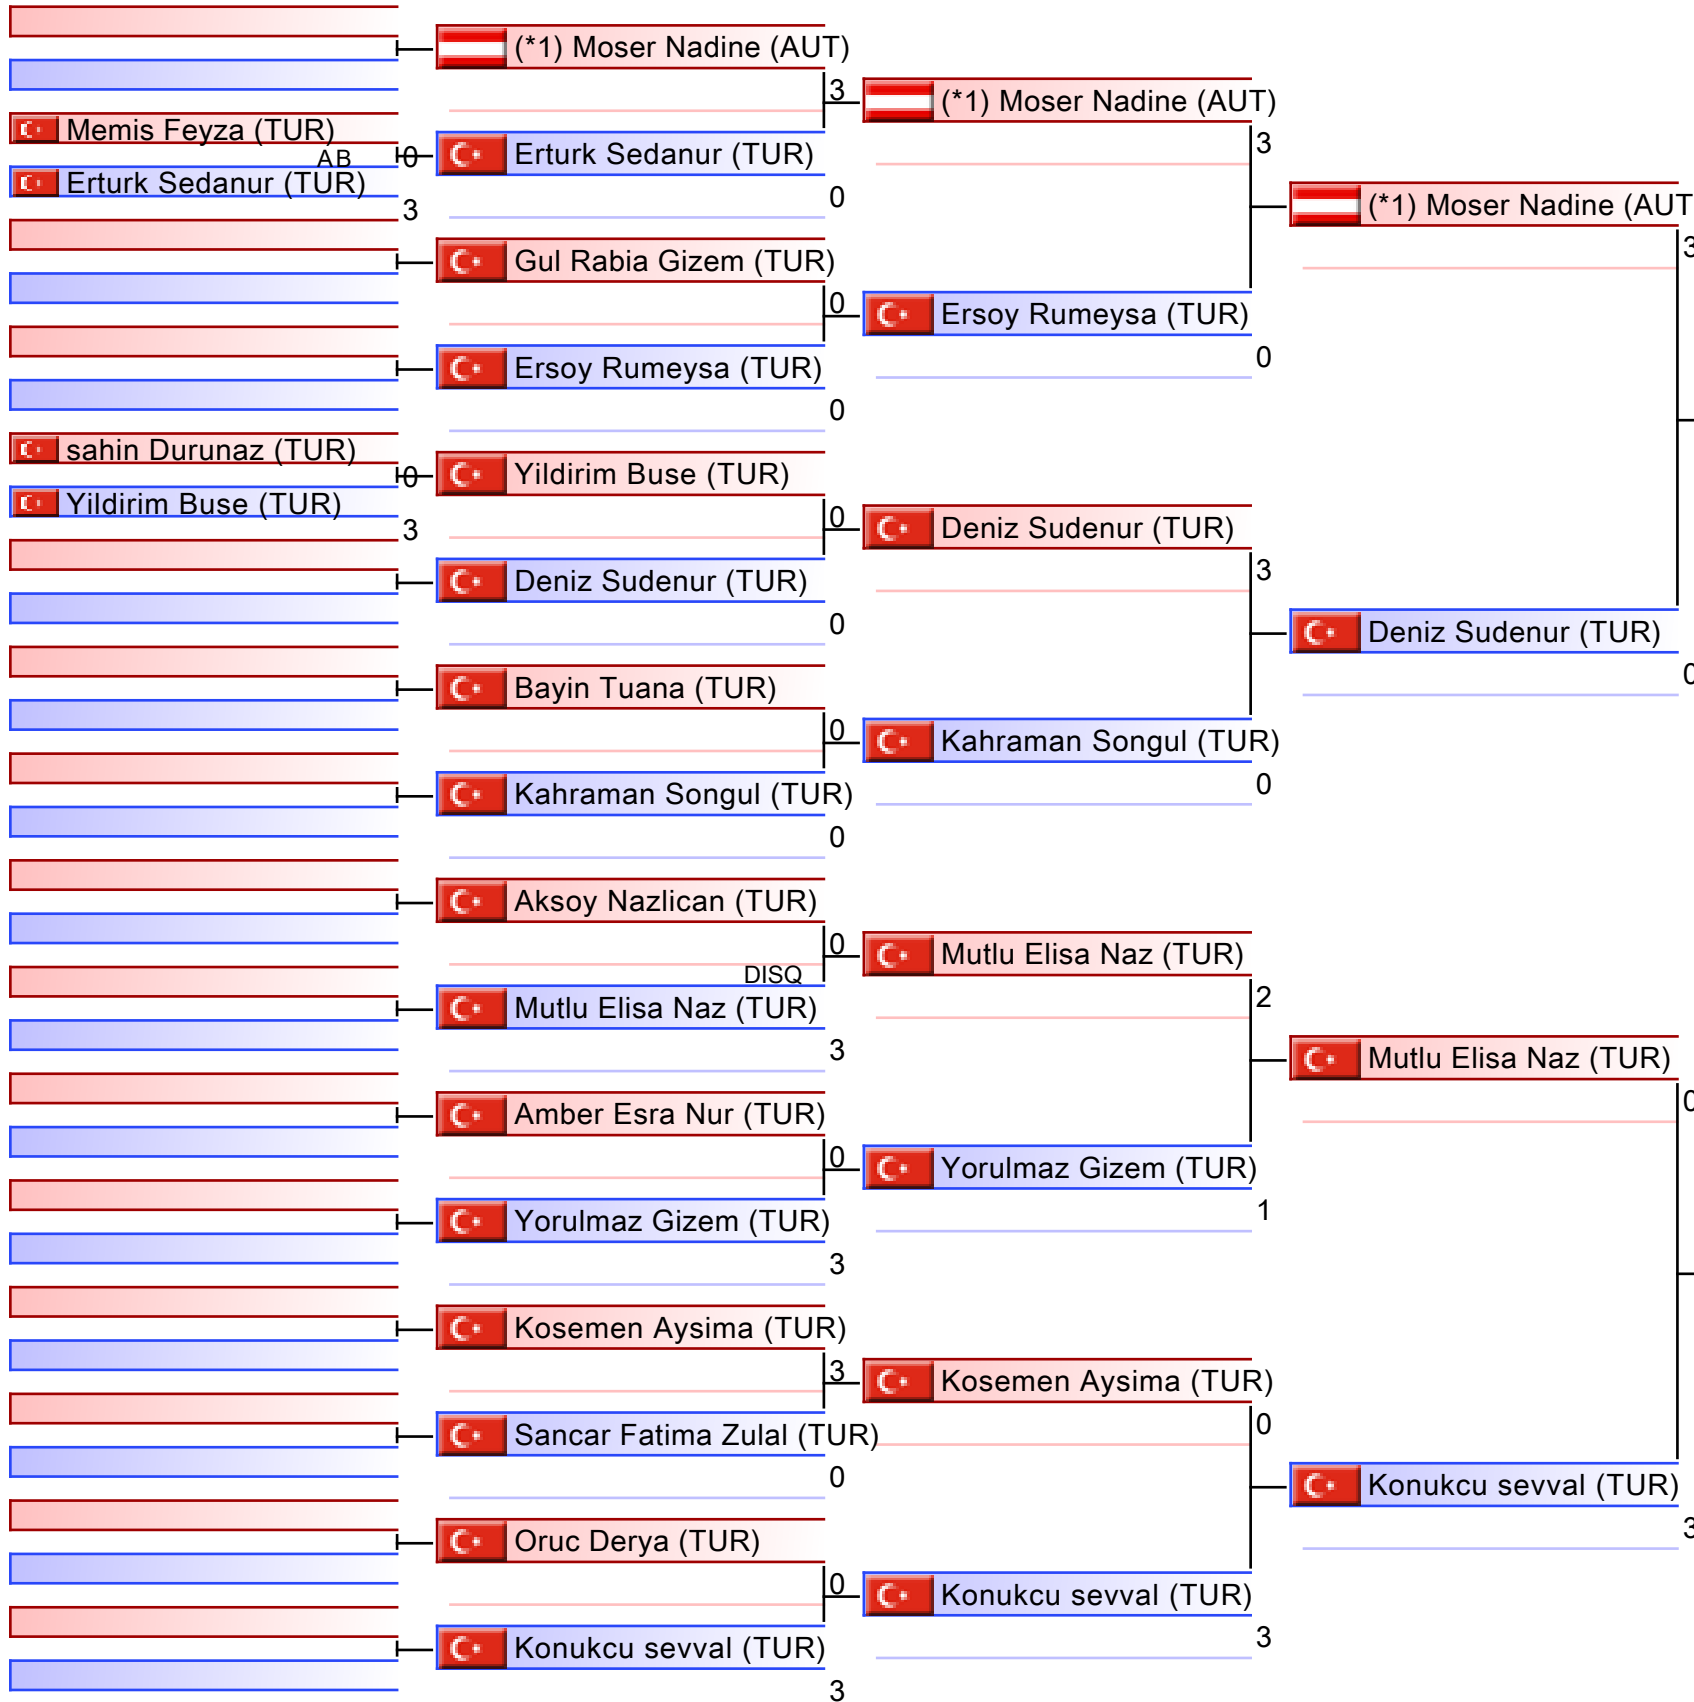 (*1) Moser Nadine (AUT)
3
(*1) Moser Nadine (AUT)
Memis Feyza (TUR)
3
AB
0
Erturk Sedanur (TUR)
Erturk Sedanur (TUR)
3
0
(*1) Moser Nadine (AUT
3
Gul Rabia Gizem (TUR)
0
Ersoy Rumeysa (TUR)
0
Ersoy Rumeysa (TUR)
0
sahin Durunaz (TUR)
0
Yildirim Buse (TUR)
Yildirim Buse (TUR)
3
0
Deniz Sudenur (TUR)
3
Deniz Sudenur (TUR)
0
Deniz Sudenur (TUR)
0
Bayin Tuana (TUR)
0
Kahraman Songul (TUR)
0
Kahraman Songul (TUR)
0
Aksoy Nazlican (TUR)
0
DISQ
Mutlu Elisa Naz (TUR)
2
Mutlu Elisa Naz (TUR)
3
Mutlu Elisa Naz (TUR)
0
Amber Esra Nur (TUR)
0
Yorulmaz Gizem (TUR)
1
Yorulmaz Gizem (TUR)
3
Kosemen Aysima (TUR)
3
Kosemen Aysima (TUR)
0
Sancar Fatima Zulal (TUR)
0
Konukcu sevval (TUR)
3
Oruc Derya (TUR)
0
Konukcu sevval (TUR)
3
Konukcu sevval (TUR)
3